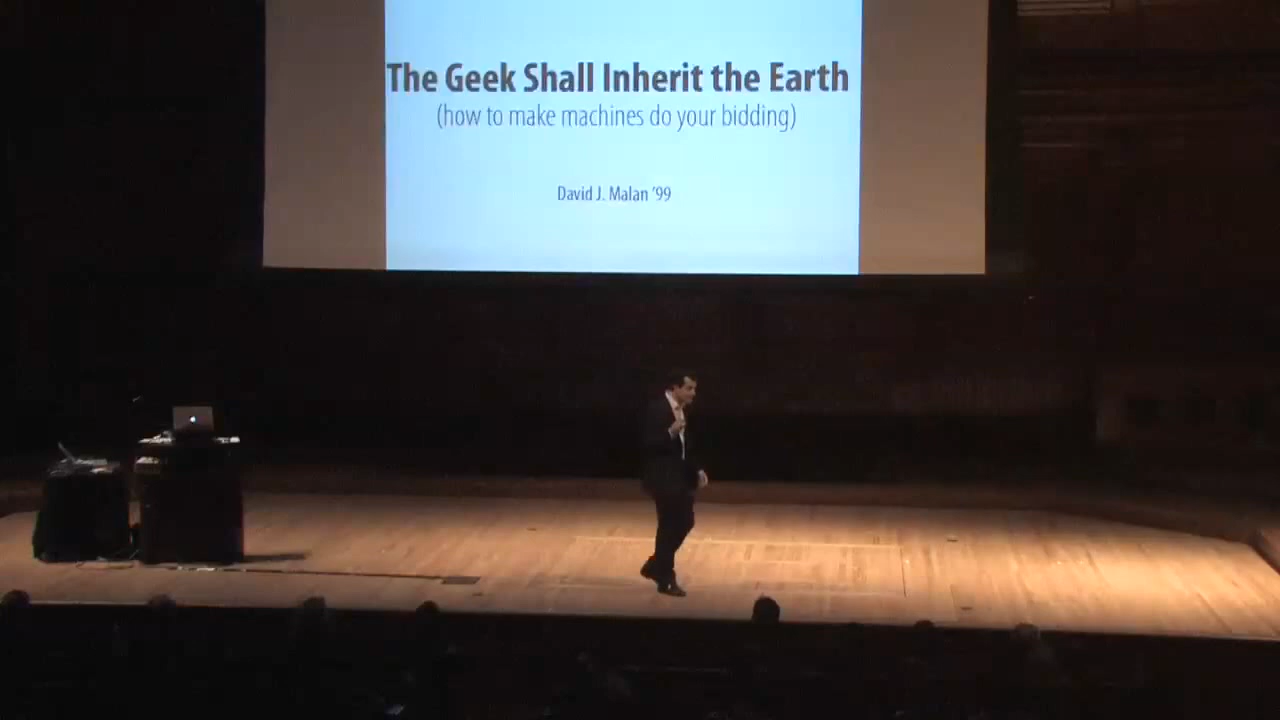 The Geek Shall Inherit the Earth
(how to make machines do your bidding)
David J. Malan '99